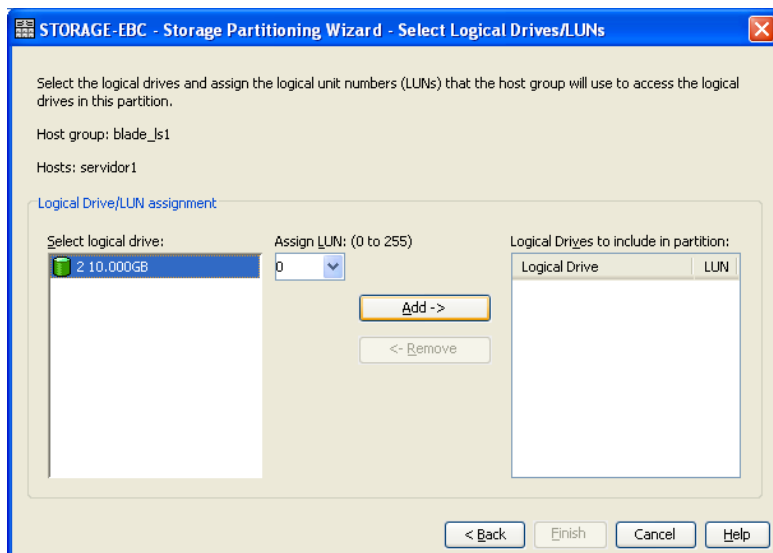 STORAGE-EBC - Storage Partitioning Wizard - Select Logical Drives/LUNs
Select the logical drives and assign the logical unit numbers (LUNs) that the host group will use to access the logical
drives in this partition.
Host group: blade_ls1
Hosts: servidor1
Logical Drive/LUN assignment
Select logical drive:
2 10.000GB
Assign LUN: (0 to 255)
0
Add ->
<- Remove
Logical Drives to include in partition:
Logical Drive LUN
< Back Finish Cancel Help